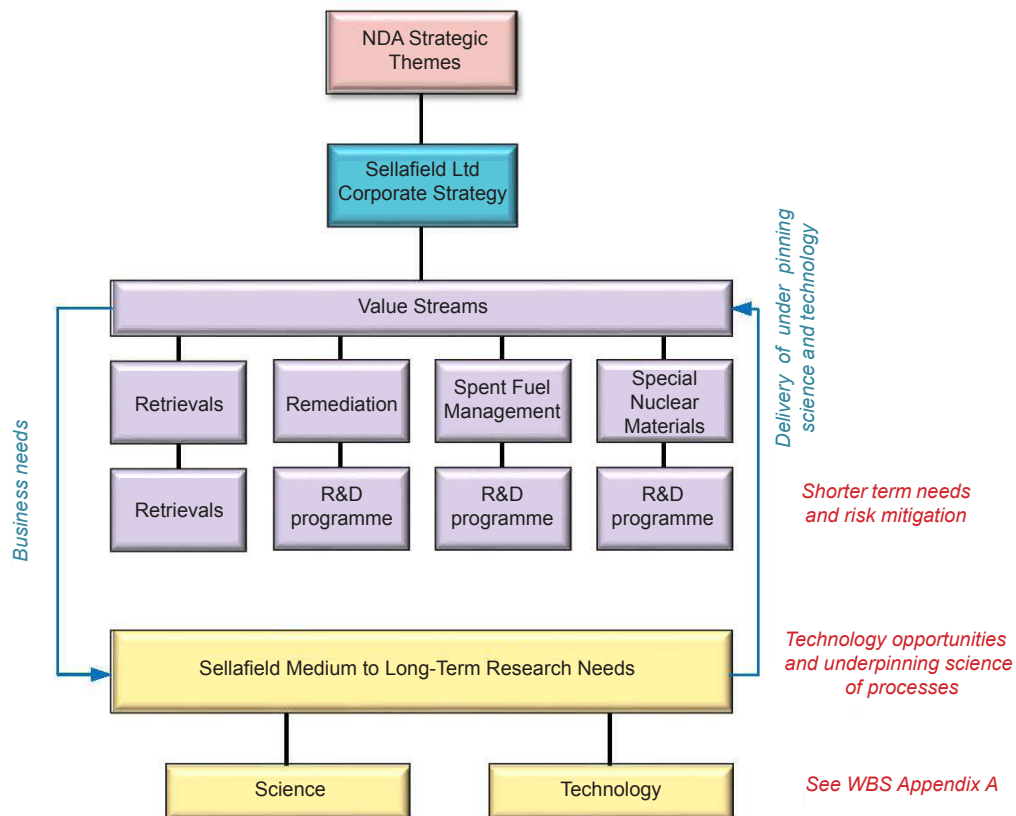 NDA Strategic
Themes
Sellafield Ltd
Corporate Strategy
Value Streams
Retrievals
Remediation
Spent Fuel
Management
Special
Nuclear
Materials
Retrievals
R&D
programme
R&D
programme
R&D
programme
Business needs
Delivery of under pinning
science and technology
Shorter term needs
and risk mitigation
Sellafield Medium to Long-Term Research Needs
Technology opportunities
and underpinning science
of processes
Science
Technology
See WBS Appendix A